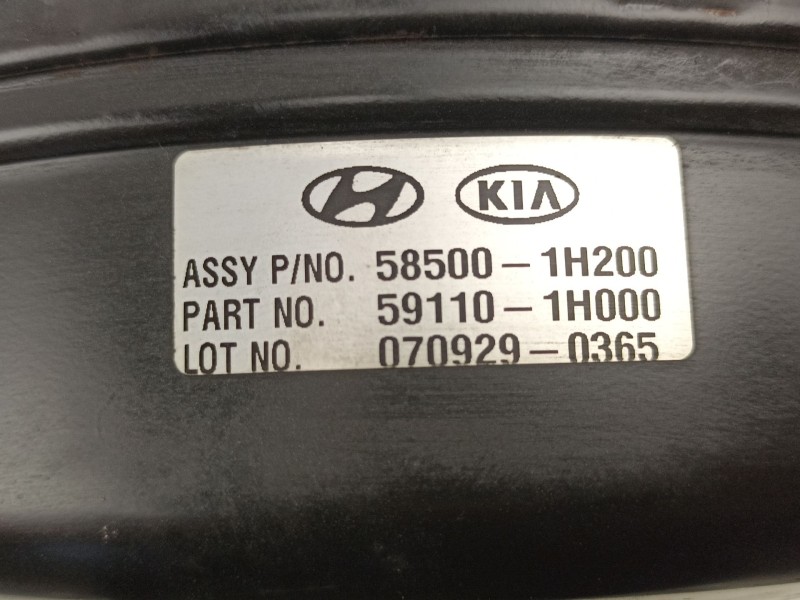 KIA
ASSY P/NO. 58500-1H200
PART NO. 59110-1H000
LOT NO. 070929-0365